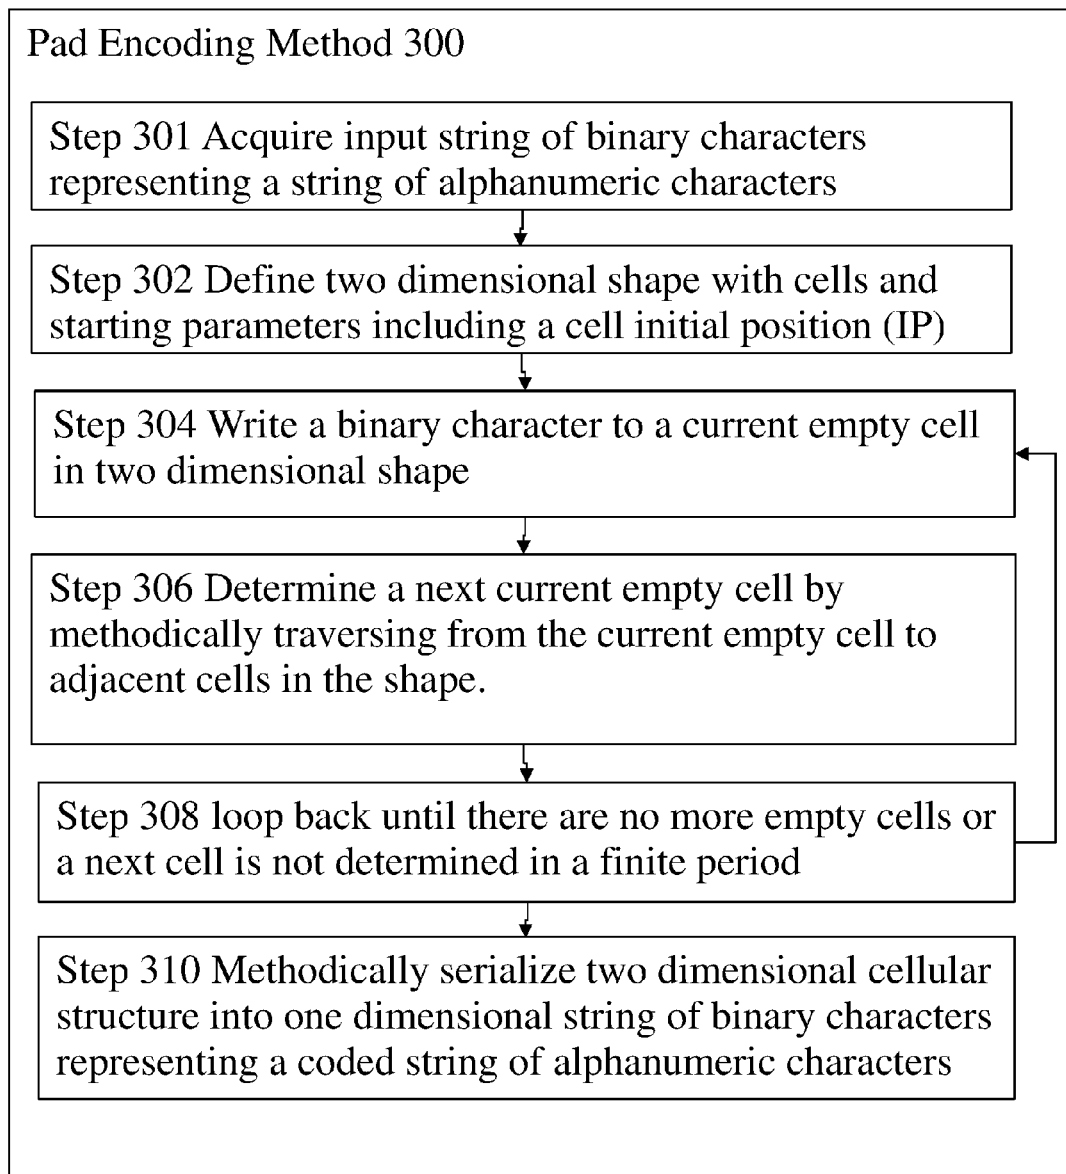 Pad Encoding Method 300
Step 301 Acquire input string of binary characters
representing a string of alphanumeric characters
Step 302 Define two dimensional shape with cells and
starting parameters including a cell initial position (IP)
Step 304 Write a binary character to a current empty cell
in two dimensional shape
Step 306 Determine a next current empty cell by
methodically traversing from the current empty cell to
adjacent cells in the shape.
Step 308 loop back until there are no more empty cells or
a next cell is not determined in a finite period
Step 310 Methodically serialize two dimensional cellular
structure into one dimensional string of binary characters
representing a coded string of alphanumeric characters